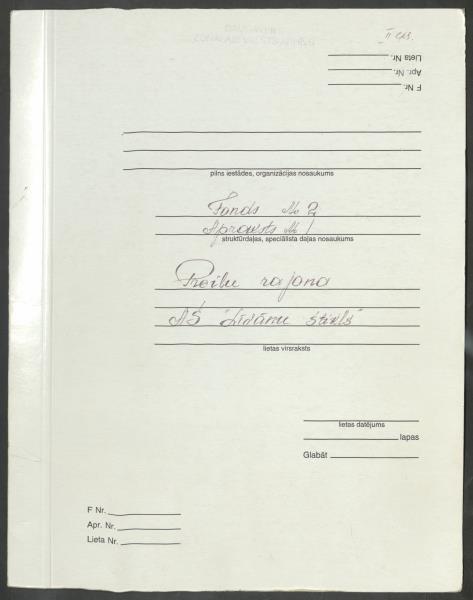 II eks.
Lieta Nr.
Apr. Nr.
F Nr.
pilns iestādes, organizācijas nosaukums
Fonds № 2
Apraksts № 1
struktūrdaļas, speciālista daļas nosaukums
Preiļu rajona
AS "Līvānu stikls"
lietas virsraksts
lietas datējums
lapas
Glabāt
F Nr.
Apr. Nr.
Lieta Nr.